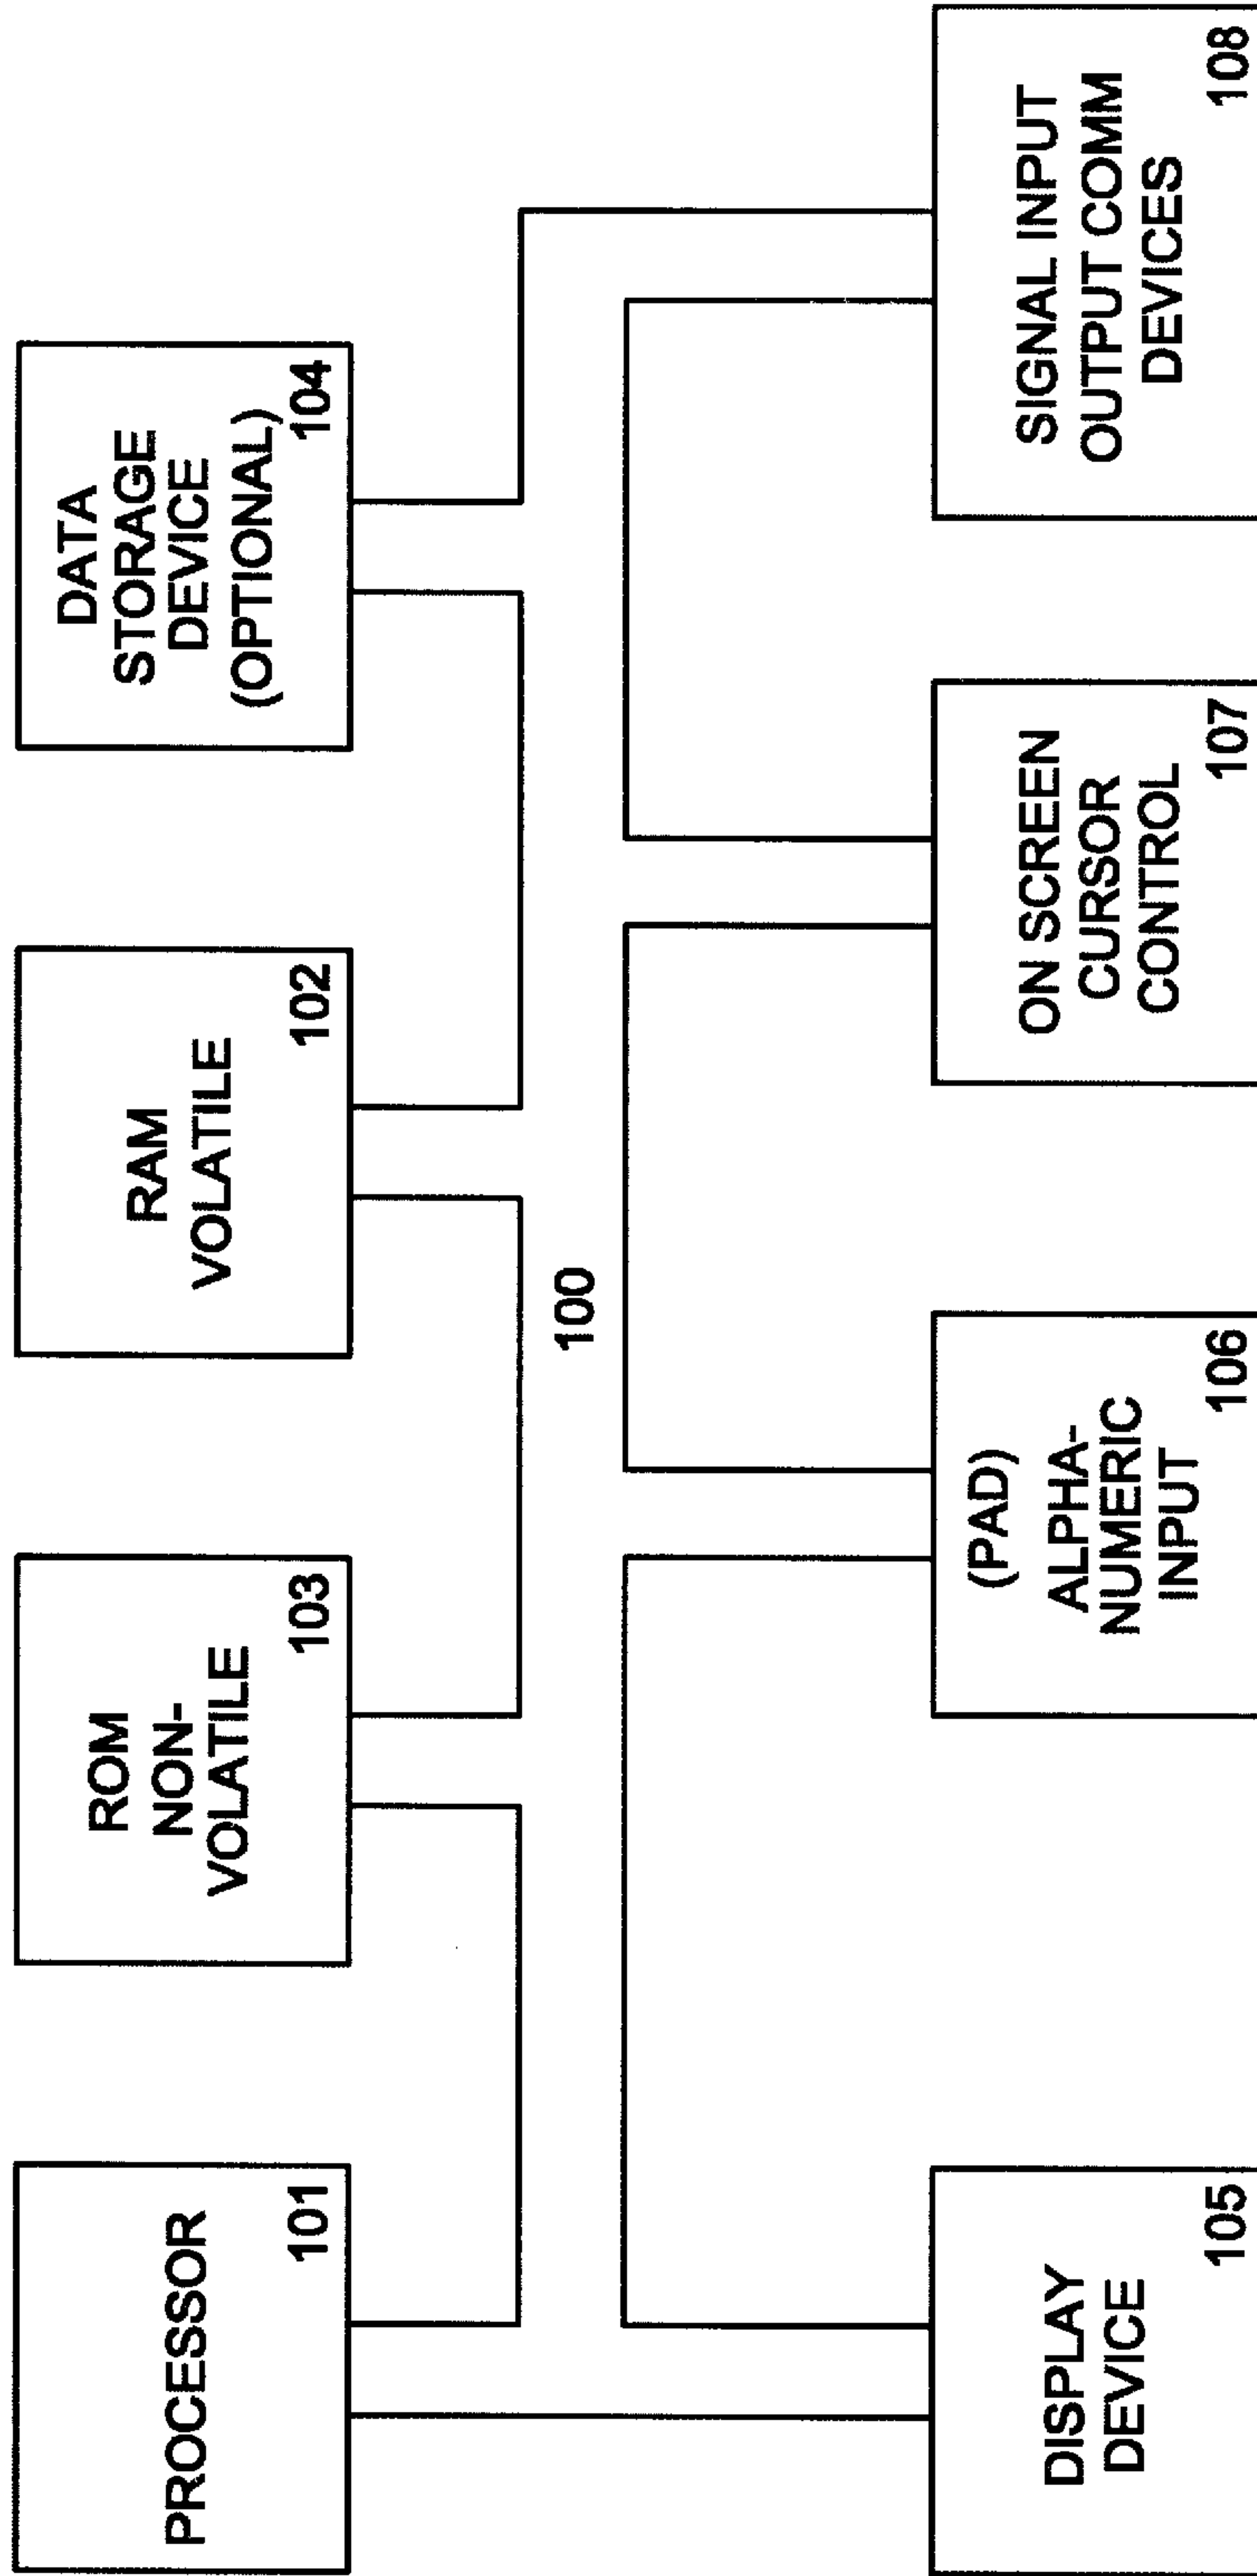 PROCESSOR
101
ROM
NON-
VOLATILE
103
RAM
VOLATILE
102
DATA
STORAGE
DEVICE
(OPTIONAL)
104
100
DISPLAY
DEVICE
105
(PAD)
ALPHA-
NUMERIC
INPUT
106
ON SCREEN
CURSOR
CONTROL
107
SIGNAL INPUT
OUTPUT COMM
DEVICES
108